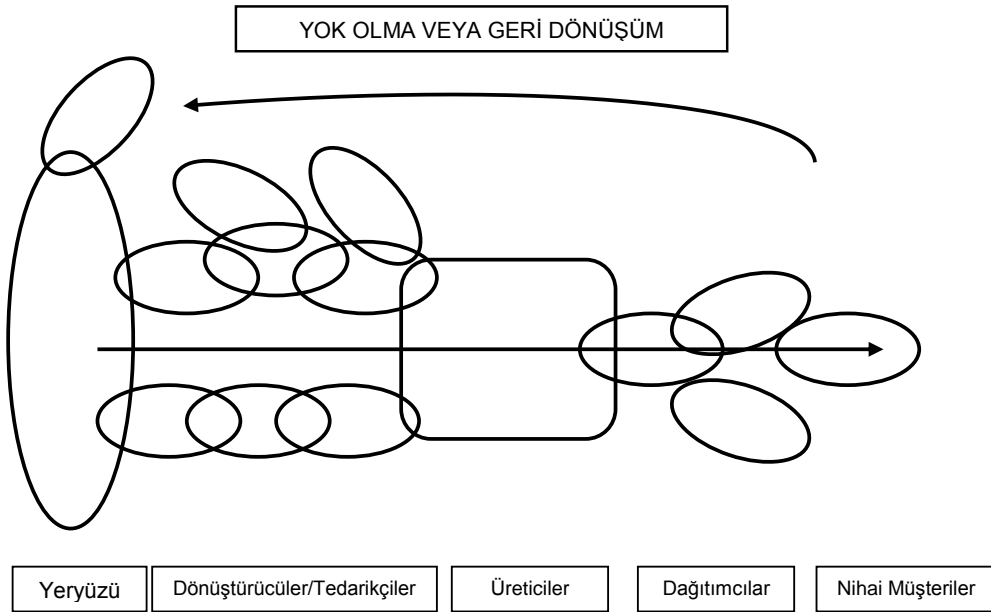 YOK OLMA VEYA GERİ DÖNÜŞÜM
Yeryüzü
Dönüştürücüler/Tedarikçiler
Üreticiler
Dağıtımcılar
Nihai Müşteriler